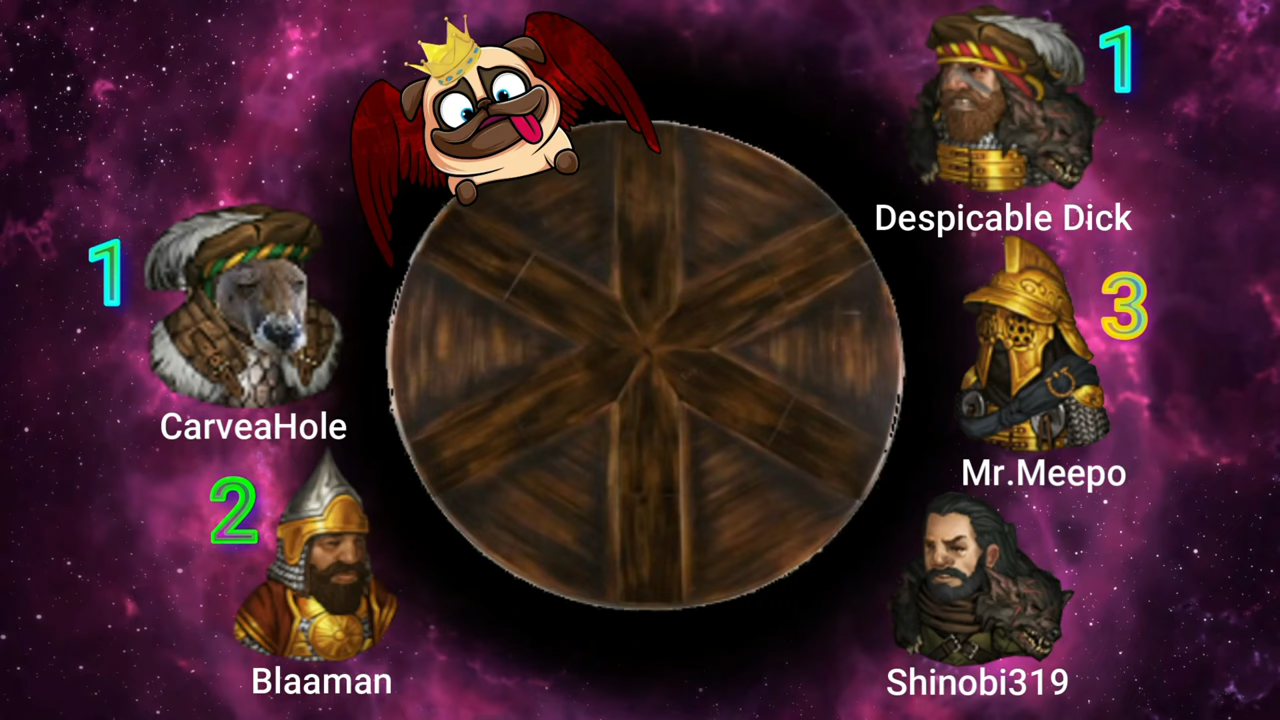 1
Despicable Dick
1
CarveaHole
3
Mr.Meepo
2
Blaaman
Shinobi319